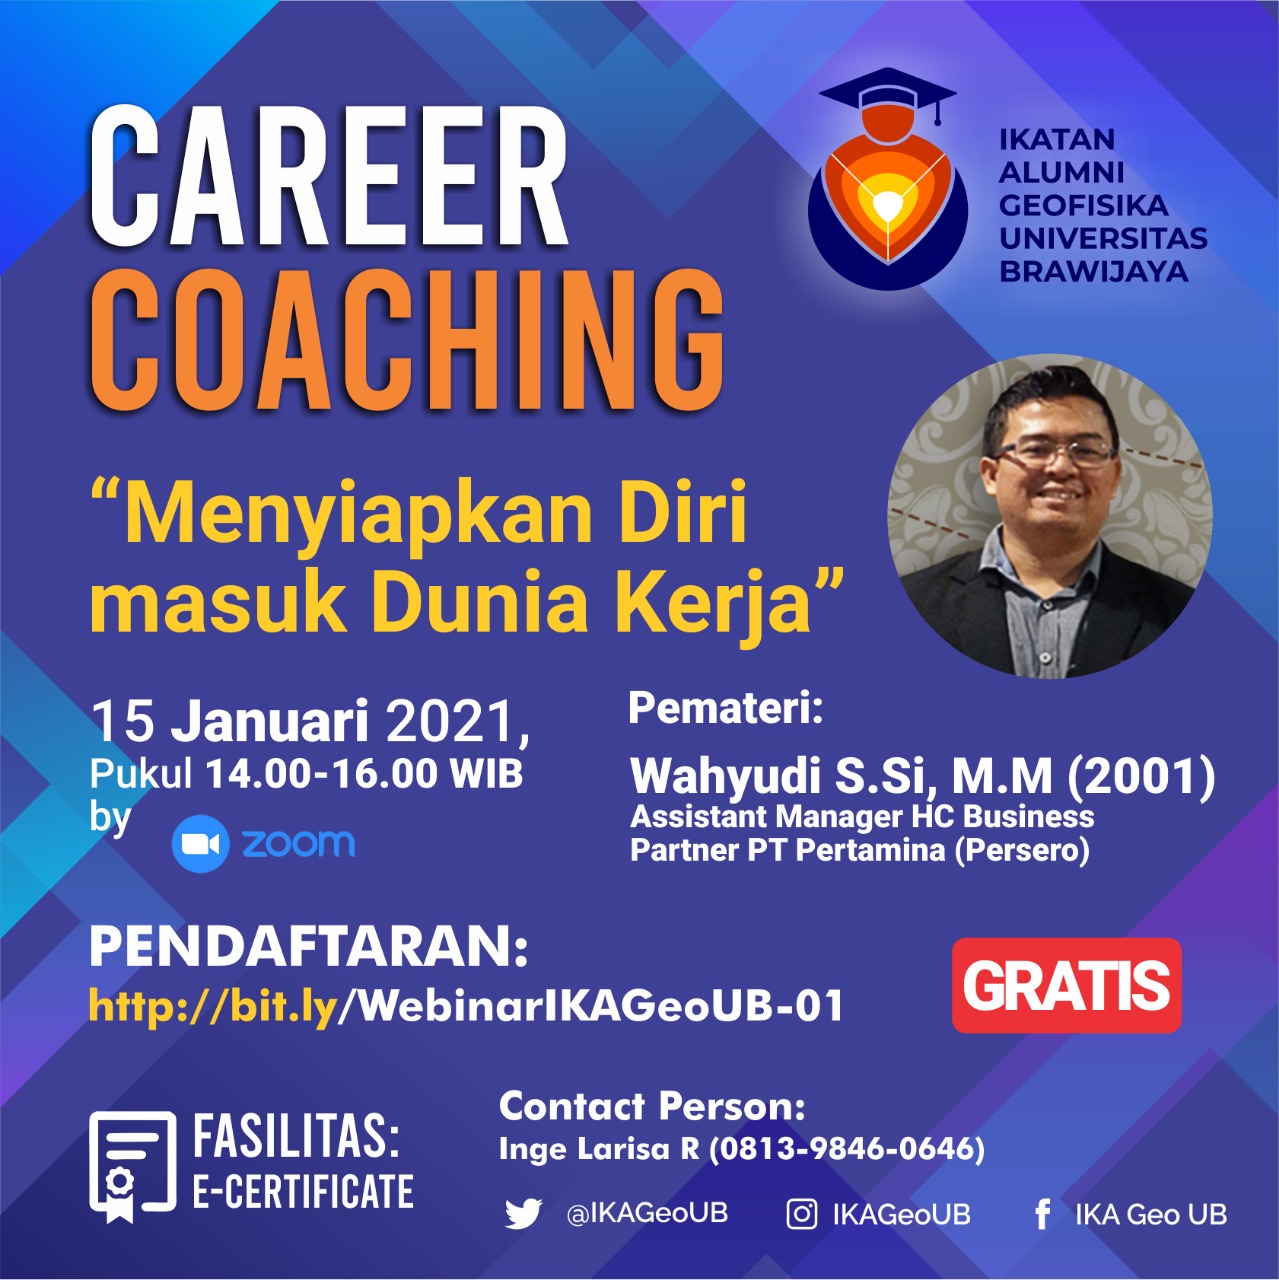 CAREER
COACHING
IKATAN
ALUMNI
GEOFISIKA
UNIVERSITAS
BRAWIJAYA
“Menyiapkan Diri
masuk Dunia Kerja”
15 Januari 2021,
Pukul 14.00-16.00 WIB
by
zoom
Pemateri:
Wahyudi S.Si, M.M (2001)
Assistant Manager HC Business
Partner PT Pertamina (Persero)
PENDAFTARAN:
http://bit.ly/WebinarIKAGeoUB-01
GRATIS
FASILITAS:
E-CERTIFICATE
Contact Person:
Inge Larisa R (0813-9846-0646)
@IKAGeoUB
IKAGeoUB
IKA Geo UB